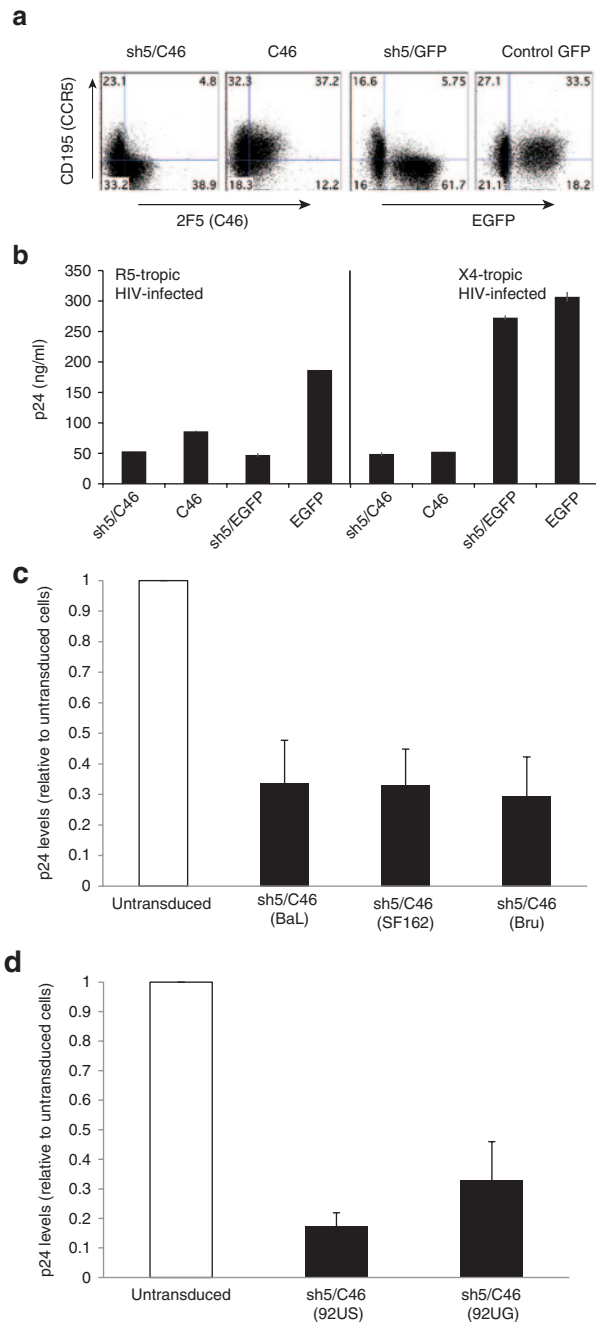 a
sh5/C46 C46 sh5/GFP Control GFP
CD195 (CCR5)
23.1 4.8 32.3 37.2 16.6 5.75 27.1 33.5
33.2 38.9 18.3 12.2 16 61.7 21.1 18.2
2F5 (C46) EGFP
b
R5-tropic
HIV-infected
X4-tropic
HIV-infected
p24 (ng/ml)
350
300
250
200
150
100
50
0
sh5/C46 C46 sh5/EGFP EGFP sh5/C46 C46 sh5/EGFP EGFP
c
p24 levels (relative to untransduced cells)
1
0.9
0.8
0.7
0.6
0.5
0.4
0.3
0.2
0.1
0
Untransduced sh5/C46 sh5/C46 sh5/C46
(BaL) (SF162) (Bru)
d
p24 levels (relative to untransduced cells)
1
0.9
0.8
0.7
0.6
0.5
0.4
0.3
0.2
0.1
0
Untransduced sh5/C46 sh5/C46
(92US) (92UG)